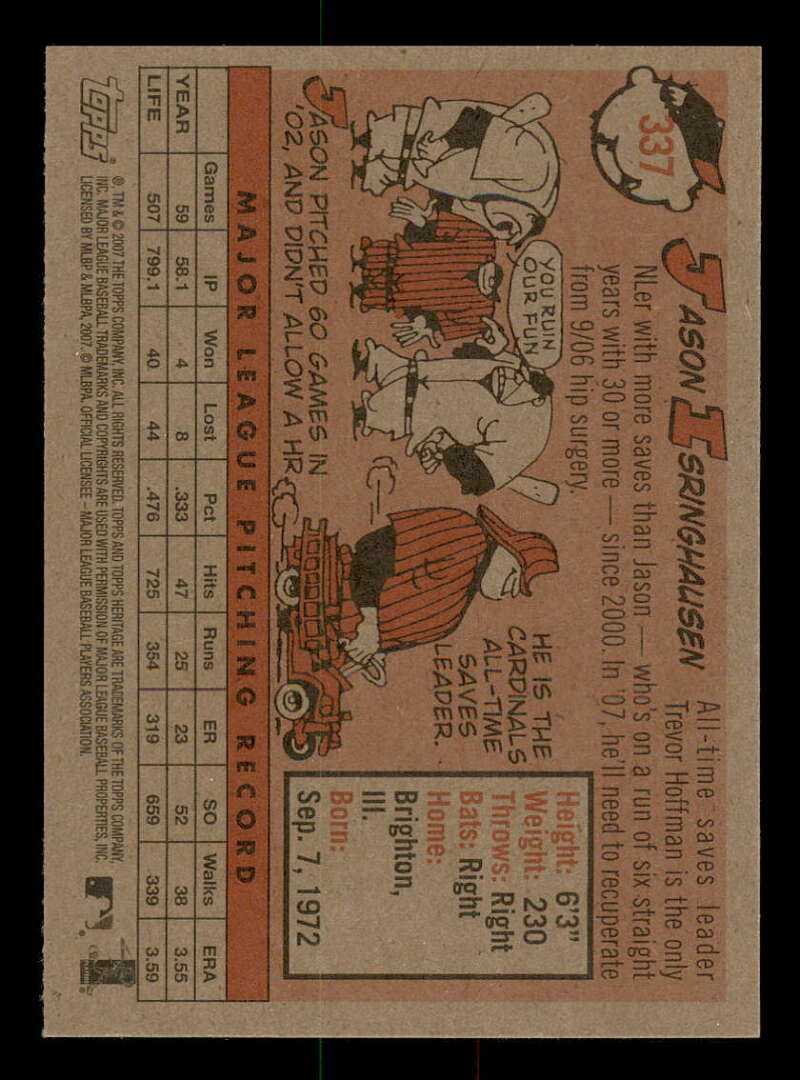 337
JASON ISRINGHAUSEN
All-time saves leader
Trevor Hoffman is the only
NLer with more saves than Jason — who's on a run of six straight
years with 30 or more — since 2000. In '07, he'll need to recuperate
from 9/06 hip surgery.
YOU RUIN
OUR FUN
JASON PITCHED 60 GAMES IN
'02, AND DIDN'T ALLOW A HR.
HE IS THE
CARDINALS
ALL-TIME
SAVES
LEADER.
Height: 6'3"
Weight: 230
Throws: Right
Bats: Right
Home:
Brighton,
Ill.
Born:
Sep. 7, 1972
MAJOR LEAGUE PITCHING RECORD
Games IP Won Lost Pct Hits Runs ER SO Walks ERA
YEAR 59 58.1 4 8 .333 47 25 23 52 38 3.55
LIFE 507 799.1 40 44 .476 725 354 319 659 339 3.59
TOPPS®
®, TM & © 2007 THE TOPPS COMPANY, INC. ALL RIGHTS RESERVED. TOPPS AND TOPPS HERITAGE ARE TRADEMARKS OF THE TOPPS COMPANY,
INC. MAJOR LEAGUE BASEBALL TRADEMARKS AND COPYRIGHTS ARE USED WITH PERMISSION OF MAJOR LEAGUE BASEBALL PROPERTIES, INC.
LICENSED BY MLBP & MLBPA, 2007. © MLBPA. OFFICIAL LICENSEE – MAJOR LEAGUE BASEBALL PLAYERS ASSOCIATION.